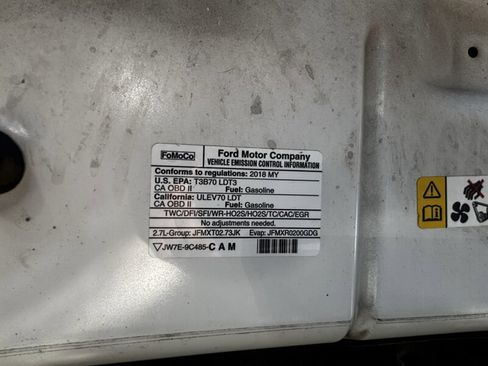 FoMoCo
Ford Motor Company
VEHICLE EMISSION CONTROL INFORMATION
Conforms to regulations: 2018 MY
U.S. EPA: T3B70 LDT3
CA OBD II Fuel: Gasoline
California: ULEV70 LDT
CA OBD II Fuel: Gasoline
TWC/DFI/SFI/WR-HO2S/HO2S/TC/CAC/EGR
No adjustments needed.
2.7L-Group: JFMXT02.73JK Evap: JFMXR0200GDG
JW7E-9C485-CAM